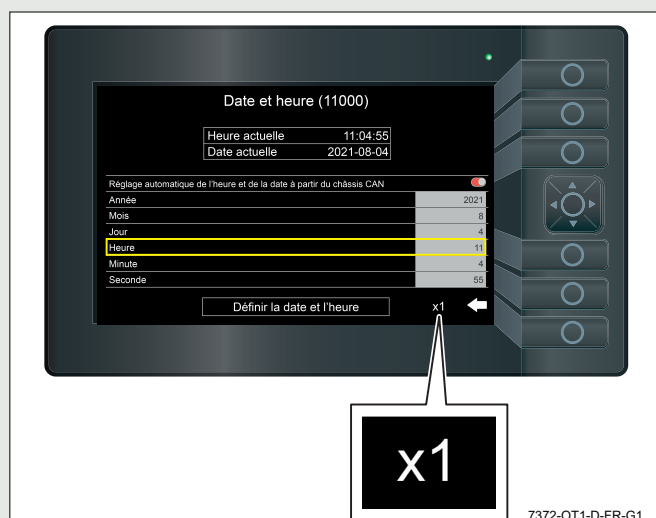 Date et heure (11000)
Heure actuelle 11:04:55
Date actuelle 2021-08-04
Réglage automatique de l'heure et de la date à partir du châssis CAN
Année 2021
Mois 8
Jour 4
Heure 11
Minute 4
Seconde 55
Définir la date et l'heure x1
x1
7372-OT1-D-FR-G1